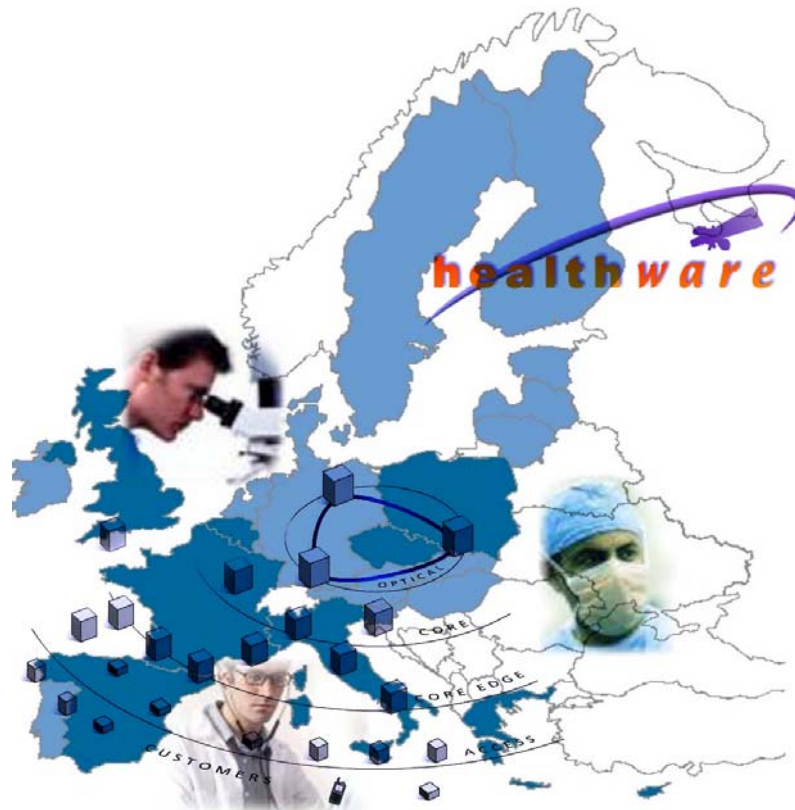 healthware
OPTICAL
CORE
CORE EDGE
ACCESS
CUSTOMERS